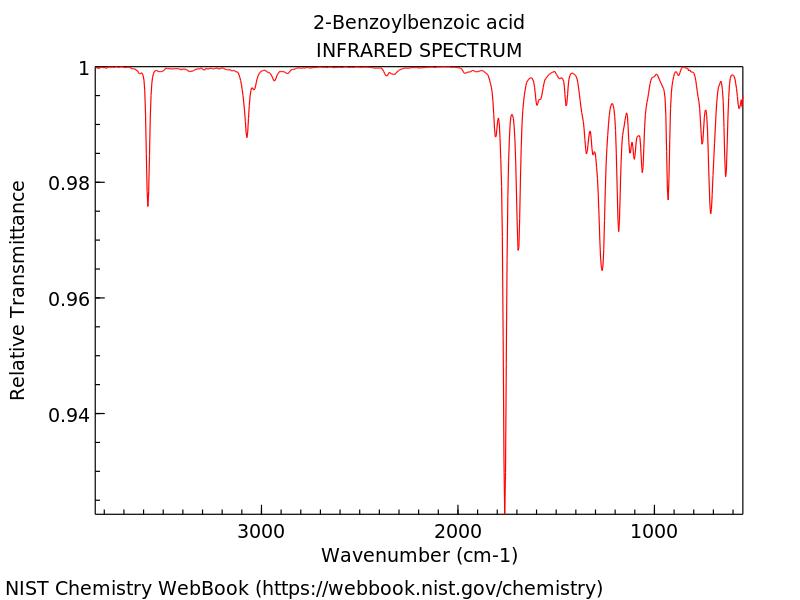 2-Benzoylbenzoic acid
INFRARED SPECTRUM
1
0.98
0.96
0.94
Relative Transmittance
3000 2000 1000
Wavenumber (cm-1)
NIST Chemistry WebBook (https://webbook.nist.gov/chemistry)